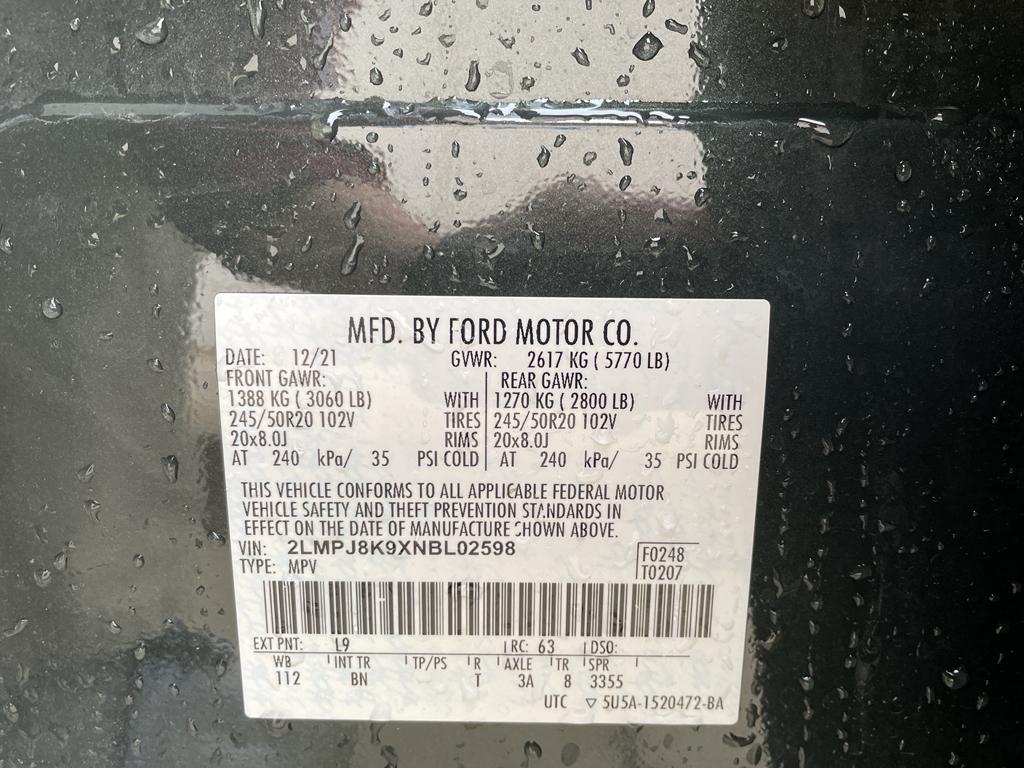 MFD. BY FORD MOTOR CO.
DATE: 12/21 GVWR: 2617 KG ( 5770 LB)
FRONT GAWR: REAR GAWR:
1388 KG ( 3060 LB) WITH 1270 KG ( 2800 LB) WITH
245/50R20 102V TIRES 245/50R20 102V TIRES
20x8.0J RIMS 20x8.0J RIMS
AT 240 kPa/ 35 PSI COLD AT 240 kPa/ 35 PSI COLD
THIS VEHICLE CONFORMS TO ALL APPLICABLE FEDERAL MOTOR
VEHICLE SAFETY AND THEFT PREVENTION STANDARDS IN
EFFECT ON THE DATE OF MANUFACTURE SHOWN ABOVE.
VIN: 2LMPJ8K9XNBL02598 F0248
TYPE: MPV T0207
EXT PNT: L9 RC: 63 DSO:
WB INT TR TP/PS R AXLE TR SPR
112 BN T 3A 8 3355
UTC ▽ 5U5A-1520472-BA